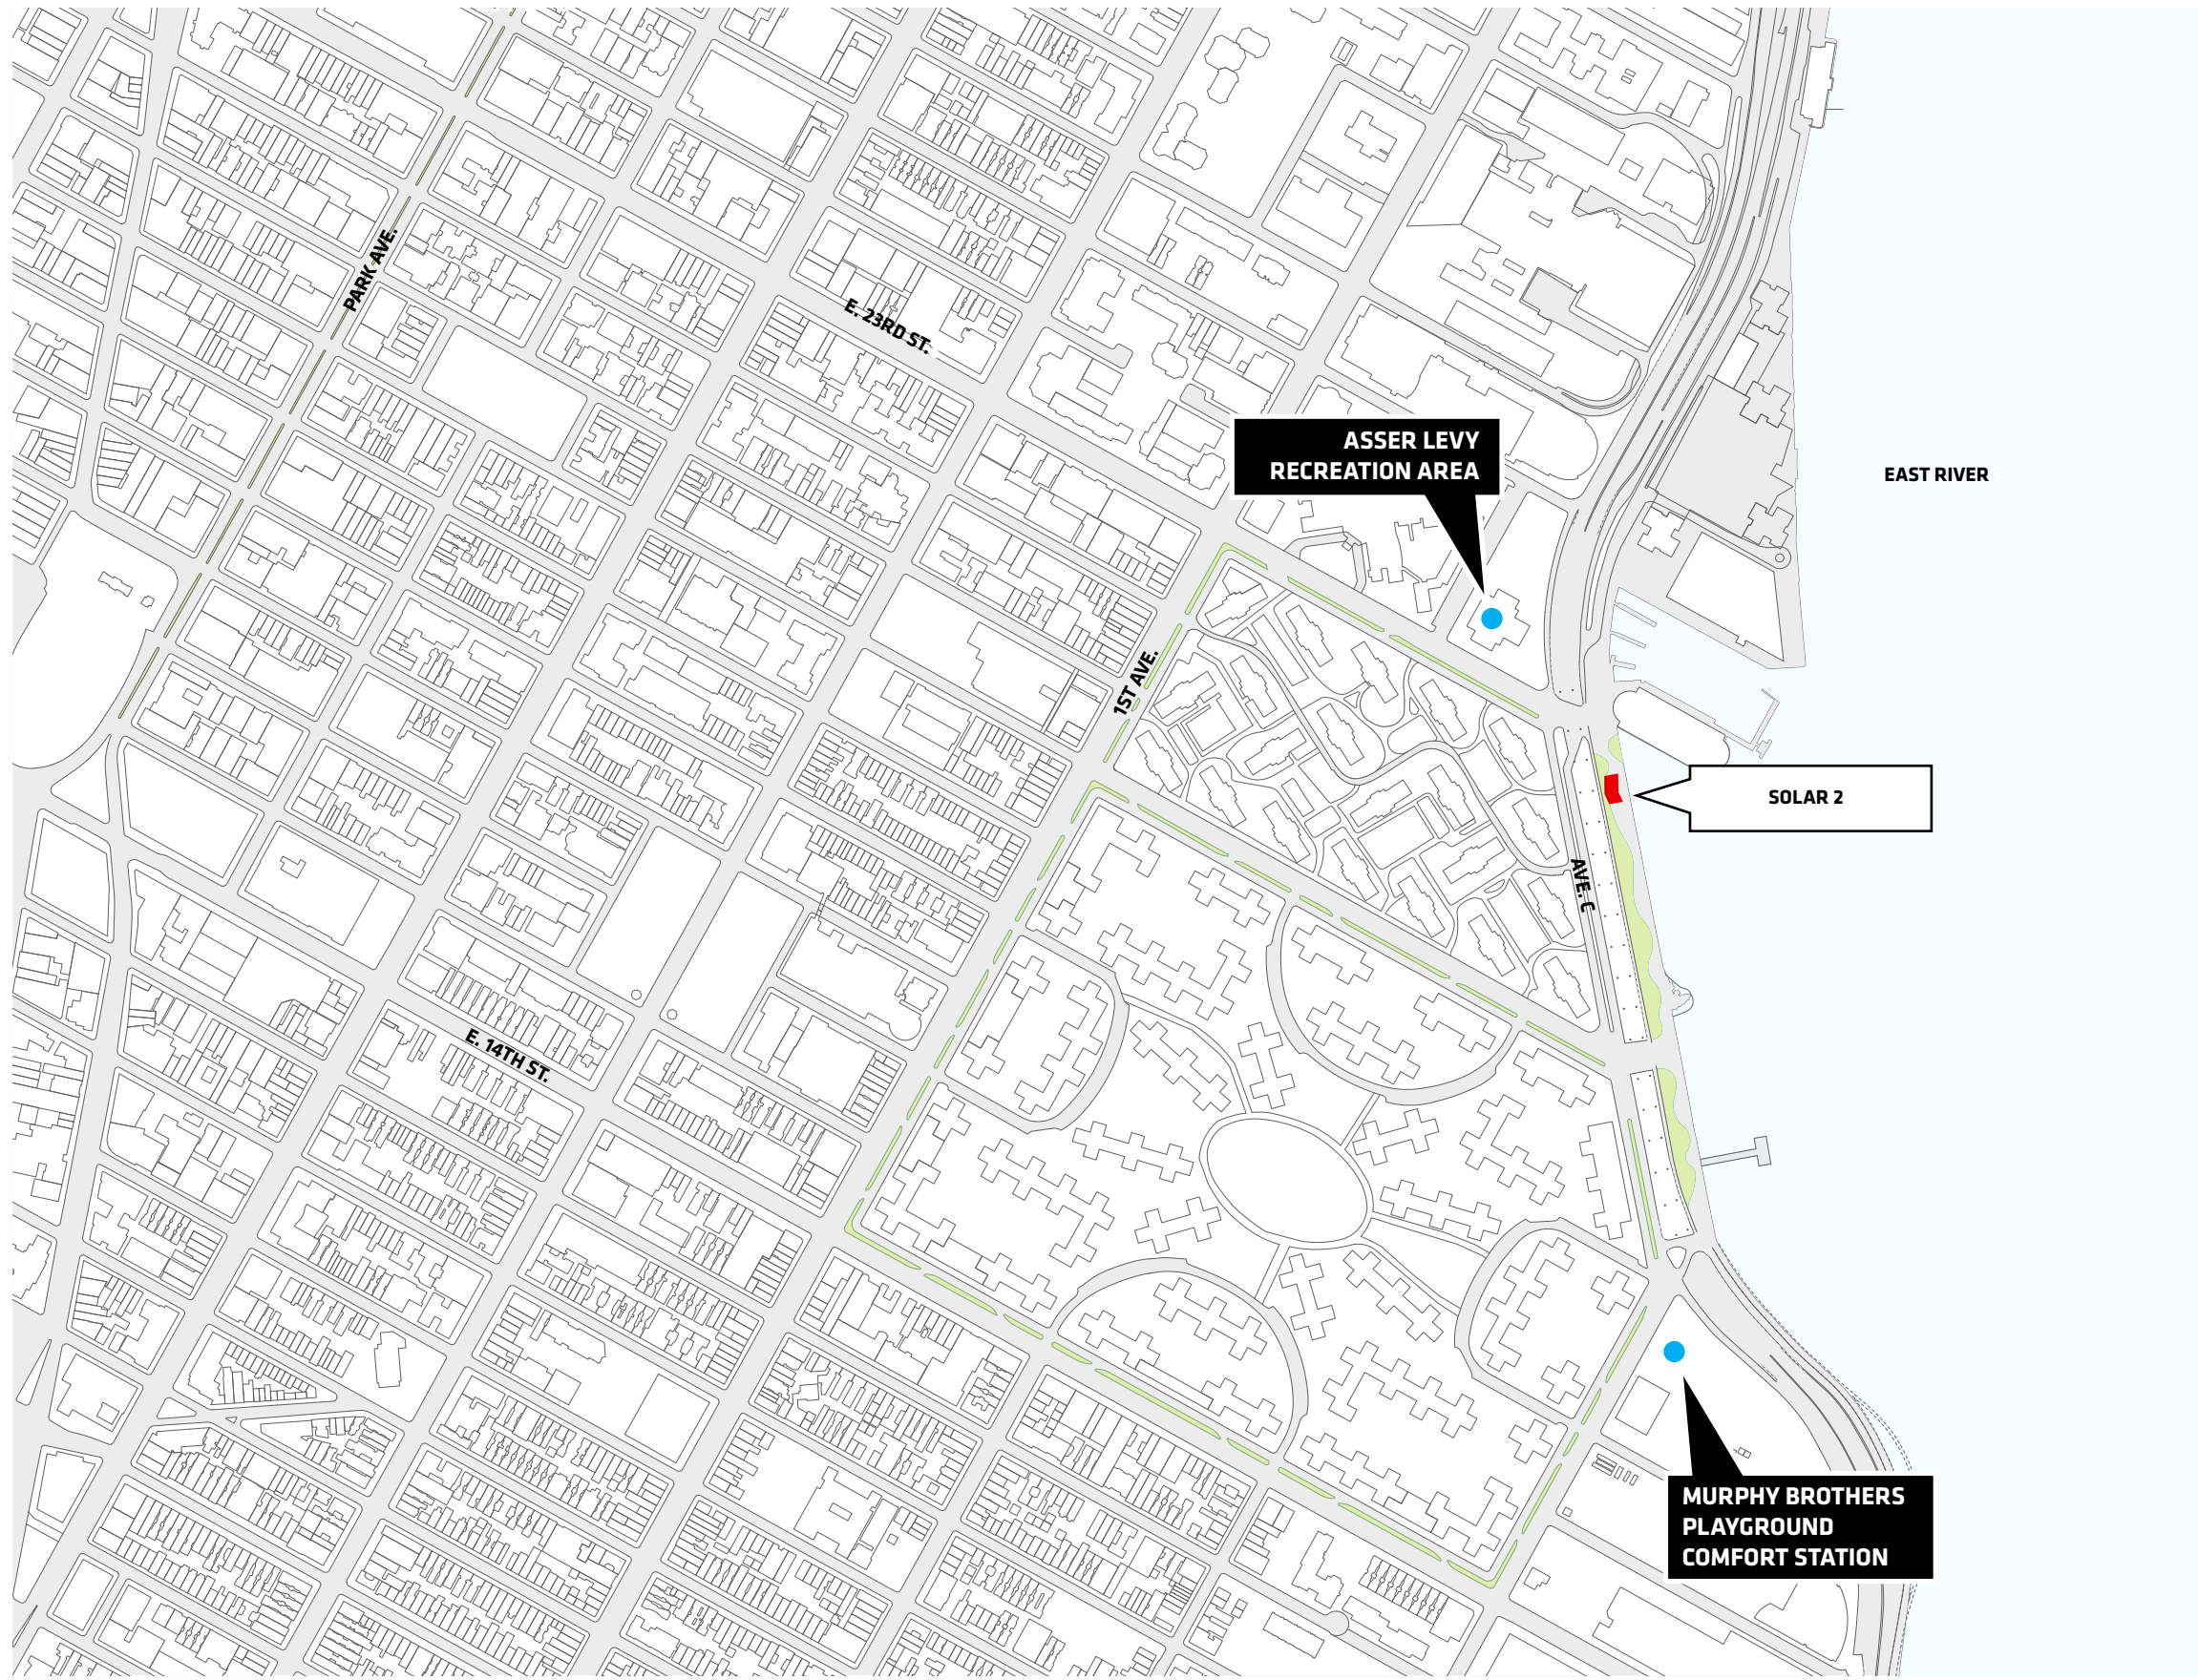 PARK AVE.
E. 23RD ST.
ASSER LEVY
RECREATION AREA
EAST RIVER
1ST AVE.
SOLAR 2
AVE. C
E. 14TH ST.
MURPHY BROTHERS
PLAYGROUND
COMFORT STATION